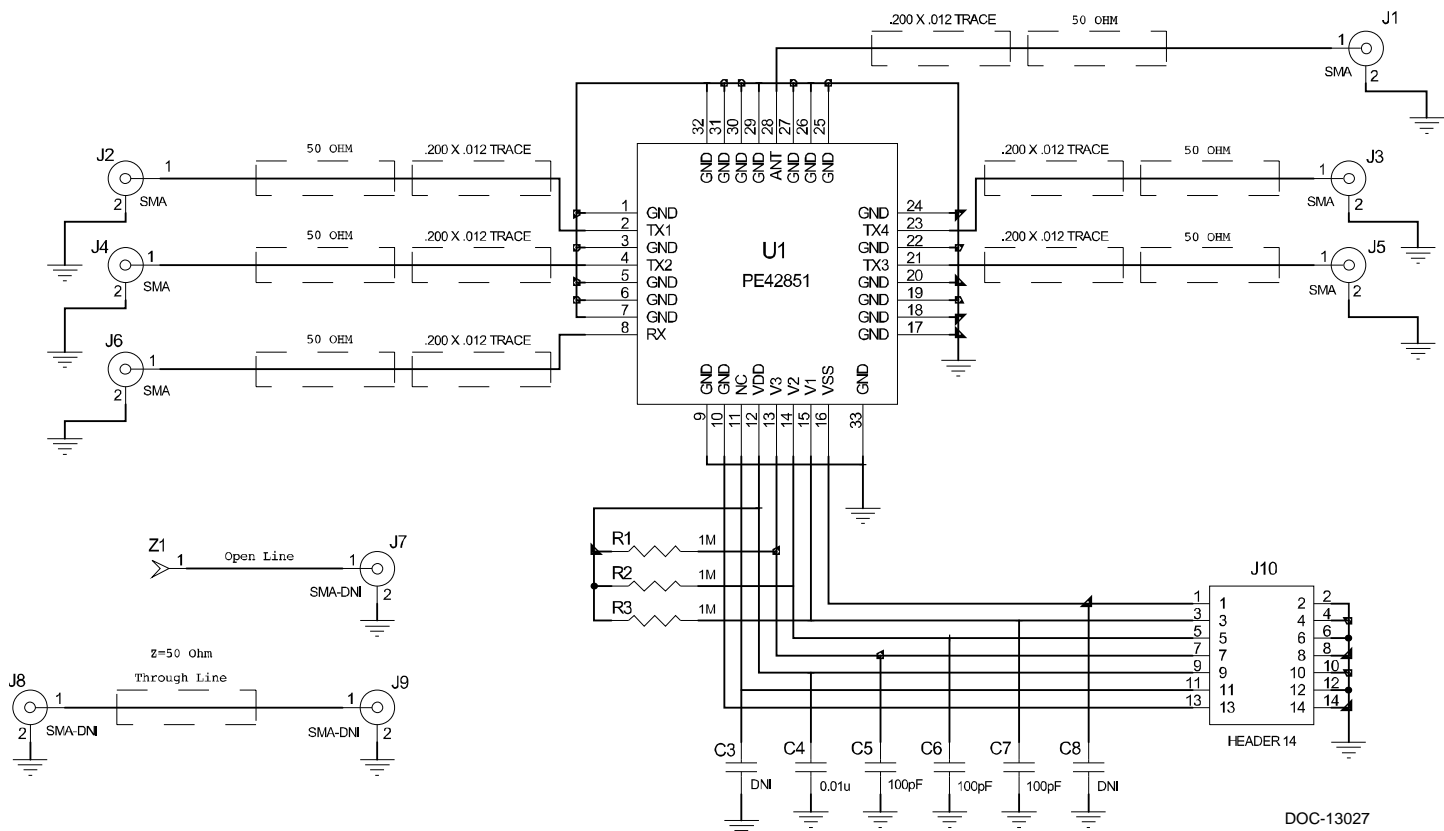 .200 X .012 TRACE 50 OHM J1
1
SMA 2
32 31 30 29 28 27 26 25
GND GND GND GND ANT GND GND GND
J2 1 50 OHM .200 X .012 TRACE
2 SMA
J4 1 50 OHM .200 X .012 TRACE
2 SMA
J6 1 50 OHM .200 X .012 TRACE
2 SMA
1 GND
2 TX1
3 GND
4 TX2
5 GND
6 GND
7 GND
8 RX
U1
PE42851
GND 24
TX4 23
GND 22
TX3 21
GND 20
GND 19
GND 18
GND 17
.200 X .012 TRACE 50 OHM 1 J3
SMA 2
.200 X .012 TRACE 50 OHM 1 J5
SMA 2
GND GND NC VDD V3 V2 V1 VSS GND
9 10 11 12 13 14 15 16 33
R1 1M
R2 1M
R3 1M
Z1 1 Open Line 1 J7
SMA-DNI 2
Z=50 Ohm
J8 1 Through Line 1 J9
2 SMA-DNI SMA-DNI 2
J10
1 1 2 2
3 3 4 4
5 5 6 6
7 7 8 8
9 9 10 10
11 11 12 12
13 13 14 14
HEADER 14
C3 C4 C5 C6 C7 C8
DNI 0.01u 100pF 100pF 100pF DNI
DOC-13027